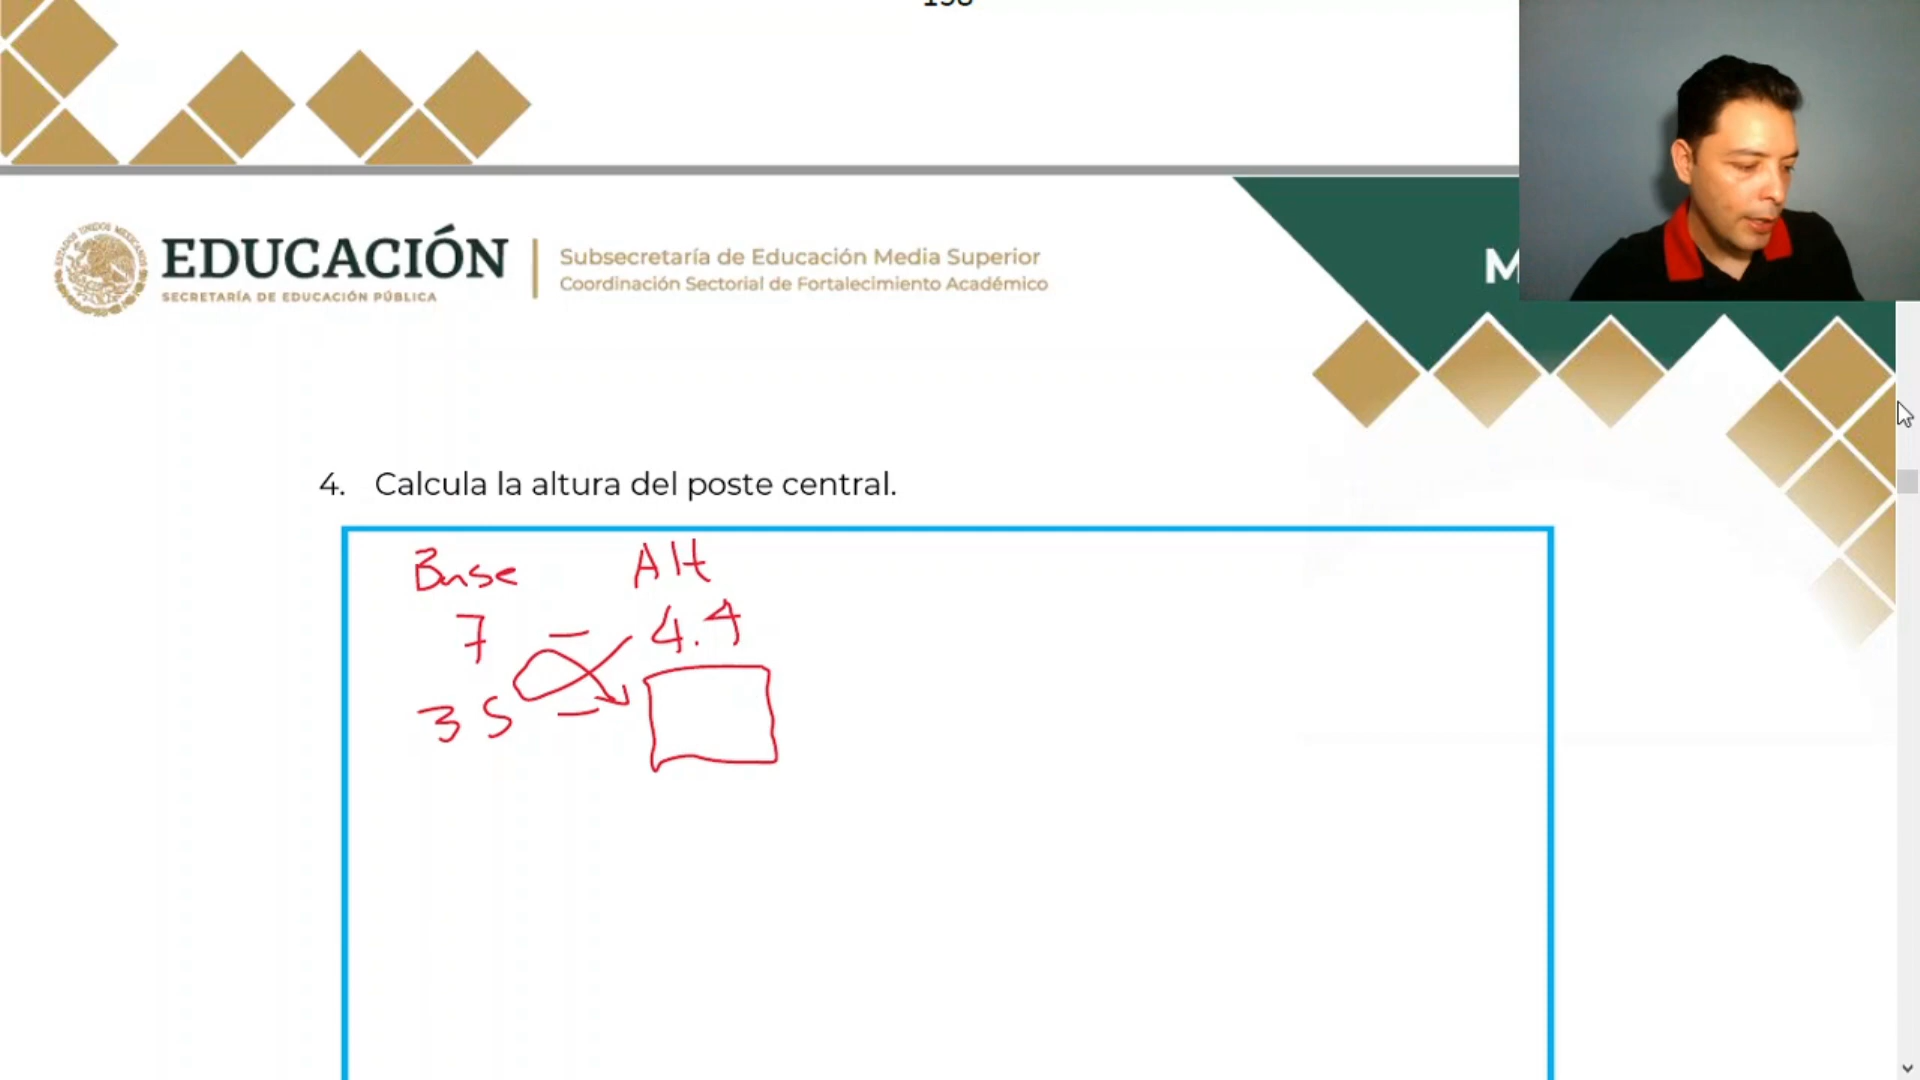 EDUCACIÓN
SECRETARÍA DE EDUCACIÓN PÚBLICA
Subsecretaría de Educación Media Superior
Coordinación Sectorial de Fortalecimiento Académico
M
4. Calcula la altura del poste central.
Base Alt
7 - 4.4
35 -